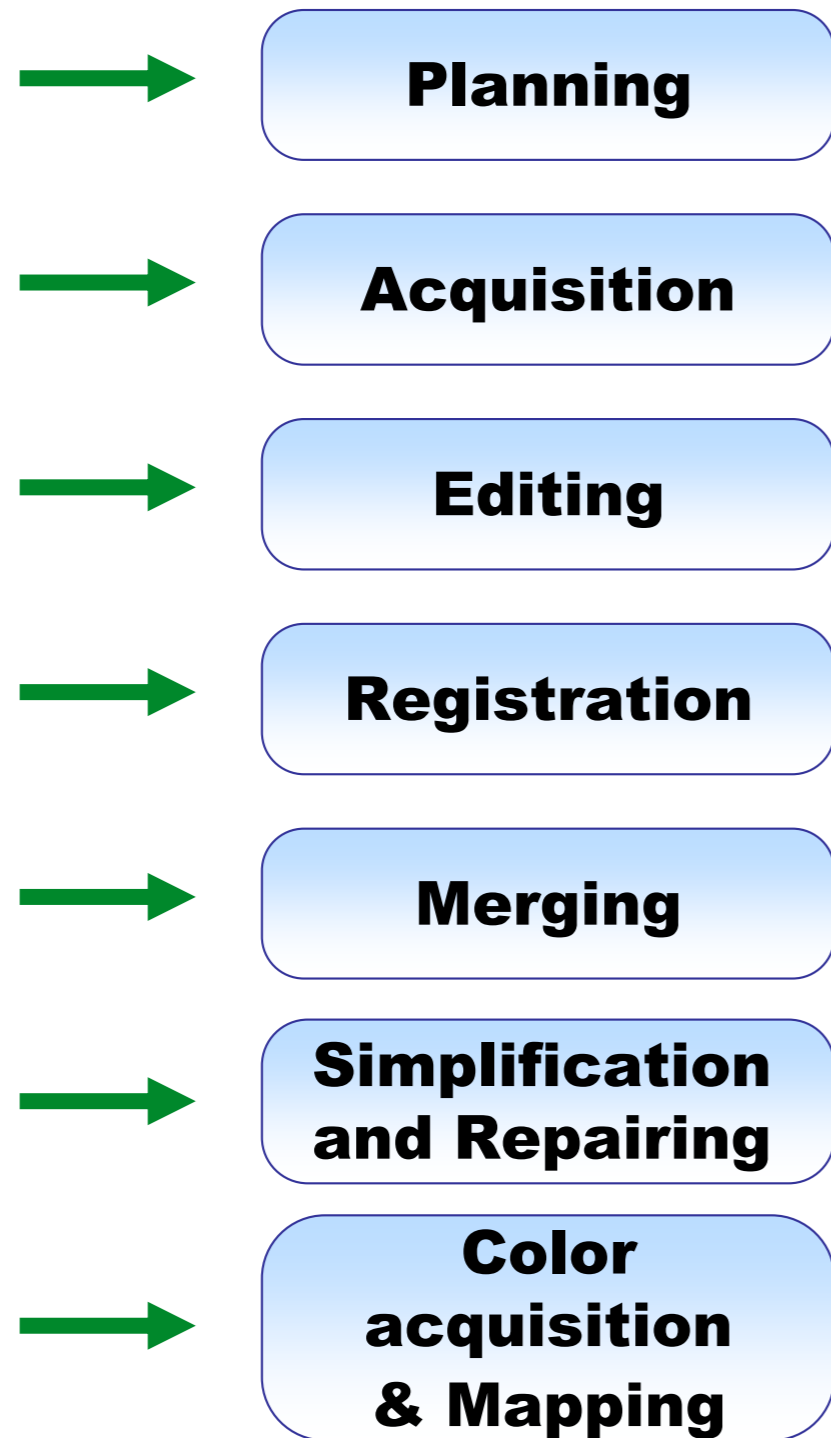 Planning
Acquisition
Editing
Registration
Merging
Simplification
and Repairing
Color
acquisition
& Mapping